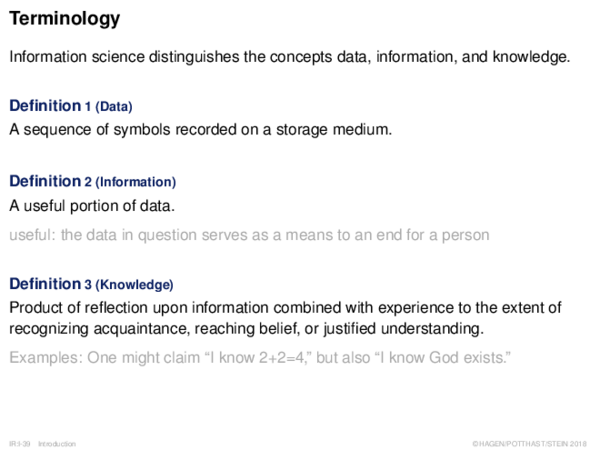 Terminology
Information science distinguishes the concepts data, information, and knowledge.
Definition 1 (Data)
A sequence of symbols recorded on a storage medium.
Definition 2 (Information)
A useful portion of data.
useful: the data in question serves as a means to an end for a person
Definition 3 (Knowledge)
Product of reflection upon information combined with experience to the extent of
recognizing acquaintance, reaching belief, or justified understanding.
Examples: One might claim “I know 2+2=4,” but also “I know God exists.”
IR:I-39 Introduction
©HAGEN/POTTHAST/STEIN 2018